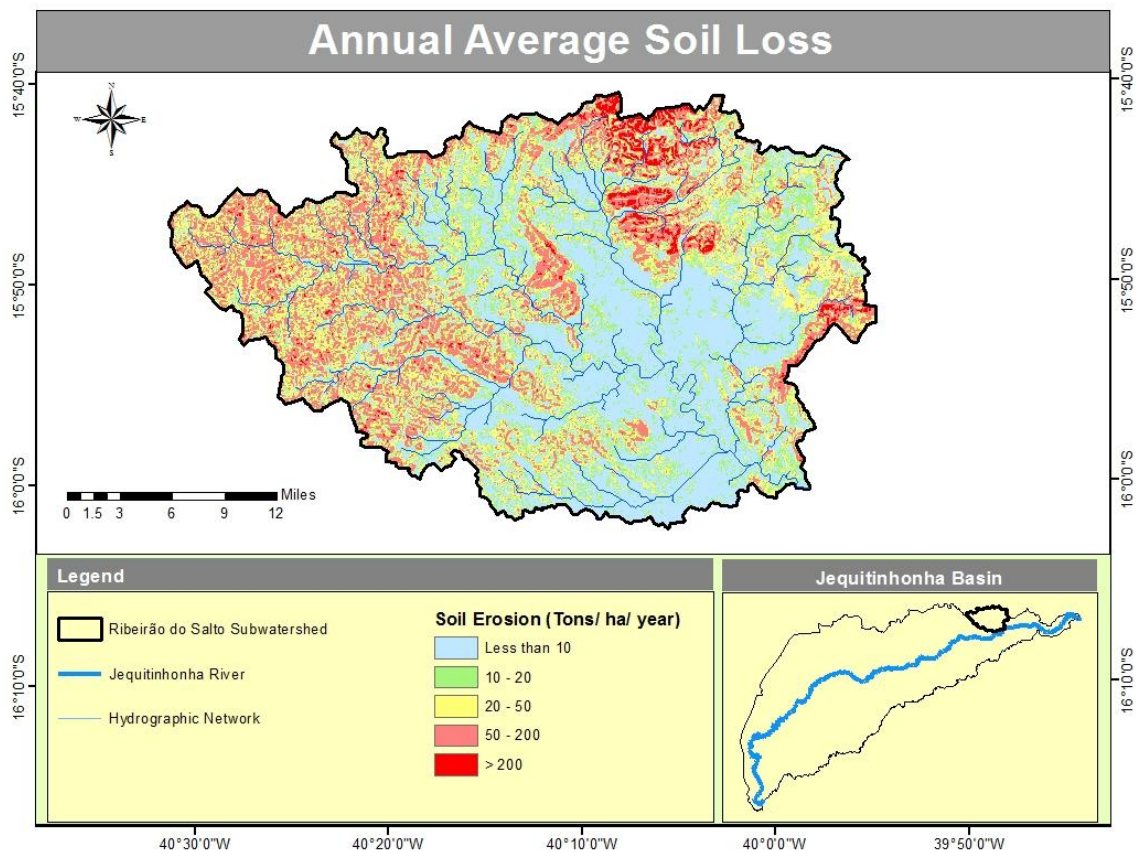 Annual Average Soil Loss
15°40'0"S
15°40'0"S
N
W E
S
15°50'0"S
15°50'0"S
16°0'0"S
16°0'0"S
Miles
0 1.5 3 6 9 12
Legend
Jequitinhonha Basin
Ribeirão do Salto Subwatershed
Jequitinhonha River
Hydrographic Network
Soil Erosion (Tons/ ha/ year)
Less than 10
10 - 20
20 - 50
50 - 200
> 200
16°10'0"S
16°10'0"S
40°30'0"W 40°20'0"W 40°10'0"W 40°0'0"W 39°50'0"W